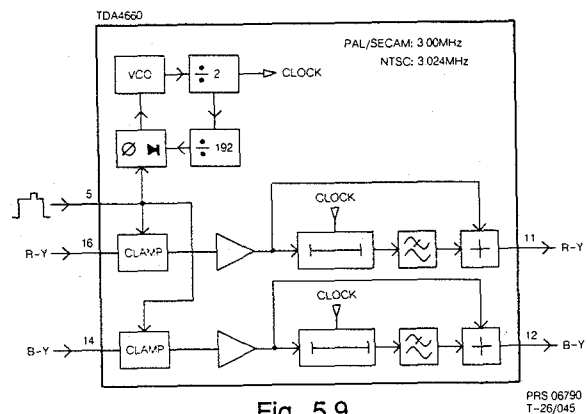 TDA4660
PAL/SECAM: 3.00MHz
NTSC: 3.024MHz
VCO
÷ 2
CLOCK
Ø
÷ 192
5
CLOCK
16
11
R-Y
CLAMP
+
R-Y
CLOCK
14
12
B-Y
CLAMP
+
B-Y
PRS 06790
T-26/045
Fig. 5.9